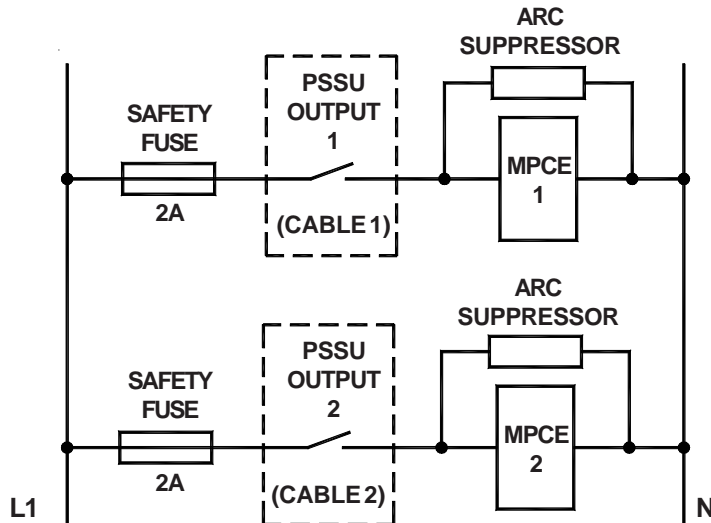 ARC
SUPPRESSOR
PSSU
OUTPUT
1
SAFETY
FUSE
MPCE
1
2A
(CABLE 1)
ARC
SUPPRESSOR
PSSU
OUTPUT
2
SAFETY
FUSE
MPCE
2
2A
(CABLE 2)
L1
N